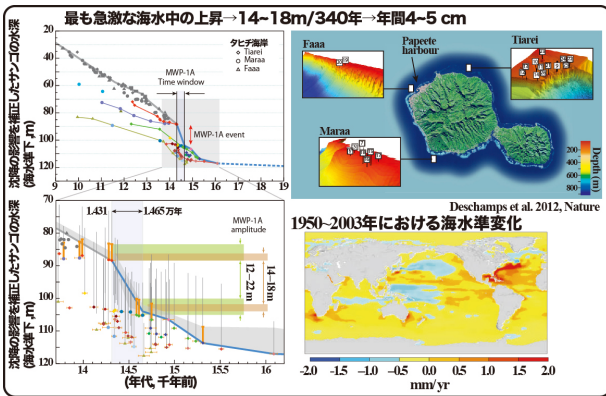 最も急激な海水中の上昇→14~18m/340年→年間4~5 cm
沈降の影響を補正したサンゴの水深
(海水準下 ,m)
20
40
60
80
100
120
タヒチ海岸
Tiarei
Maraa
Faaa
MWP-1A
Time window
MWP-1A event
9 10 11 12 13 14 15 16 17 18 19
Faaa
Papeete
harbour
Tiarei
Maraa
Depth (m)
200
400
600
800
Deschamps et al. 2012, Nature
沈降の影響を補正したサンゴの水深
(海水準下 ,m)
70
80
90
100
110
120
1.431
1.465 万年
MWP-1A
amplitude
12–22 m
14–18m
14 14.5 15 15.5 16
(年代, 千年前)
1950~2003年における海水準変化
-2.0 -1.5 -1.0 -0.5 0.0 0.5 1.0 1.5 2.0
mm/yr